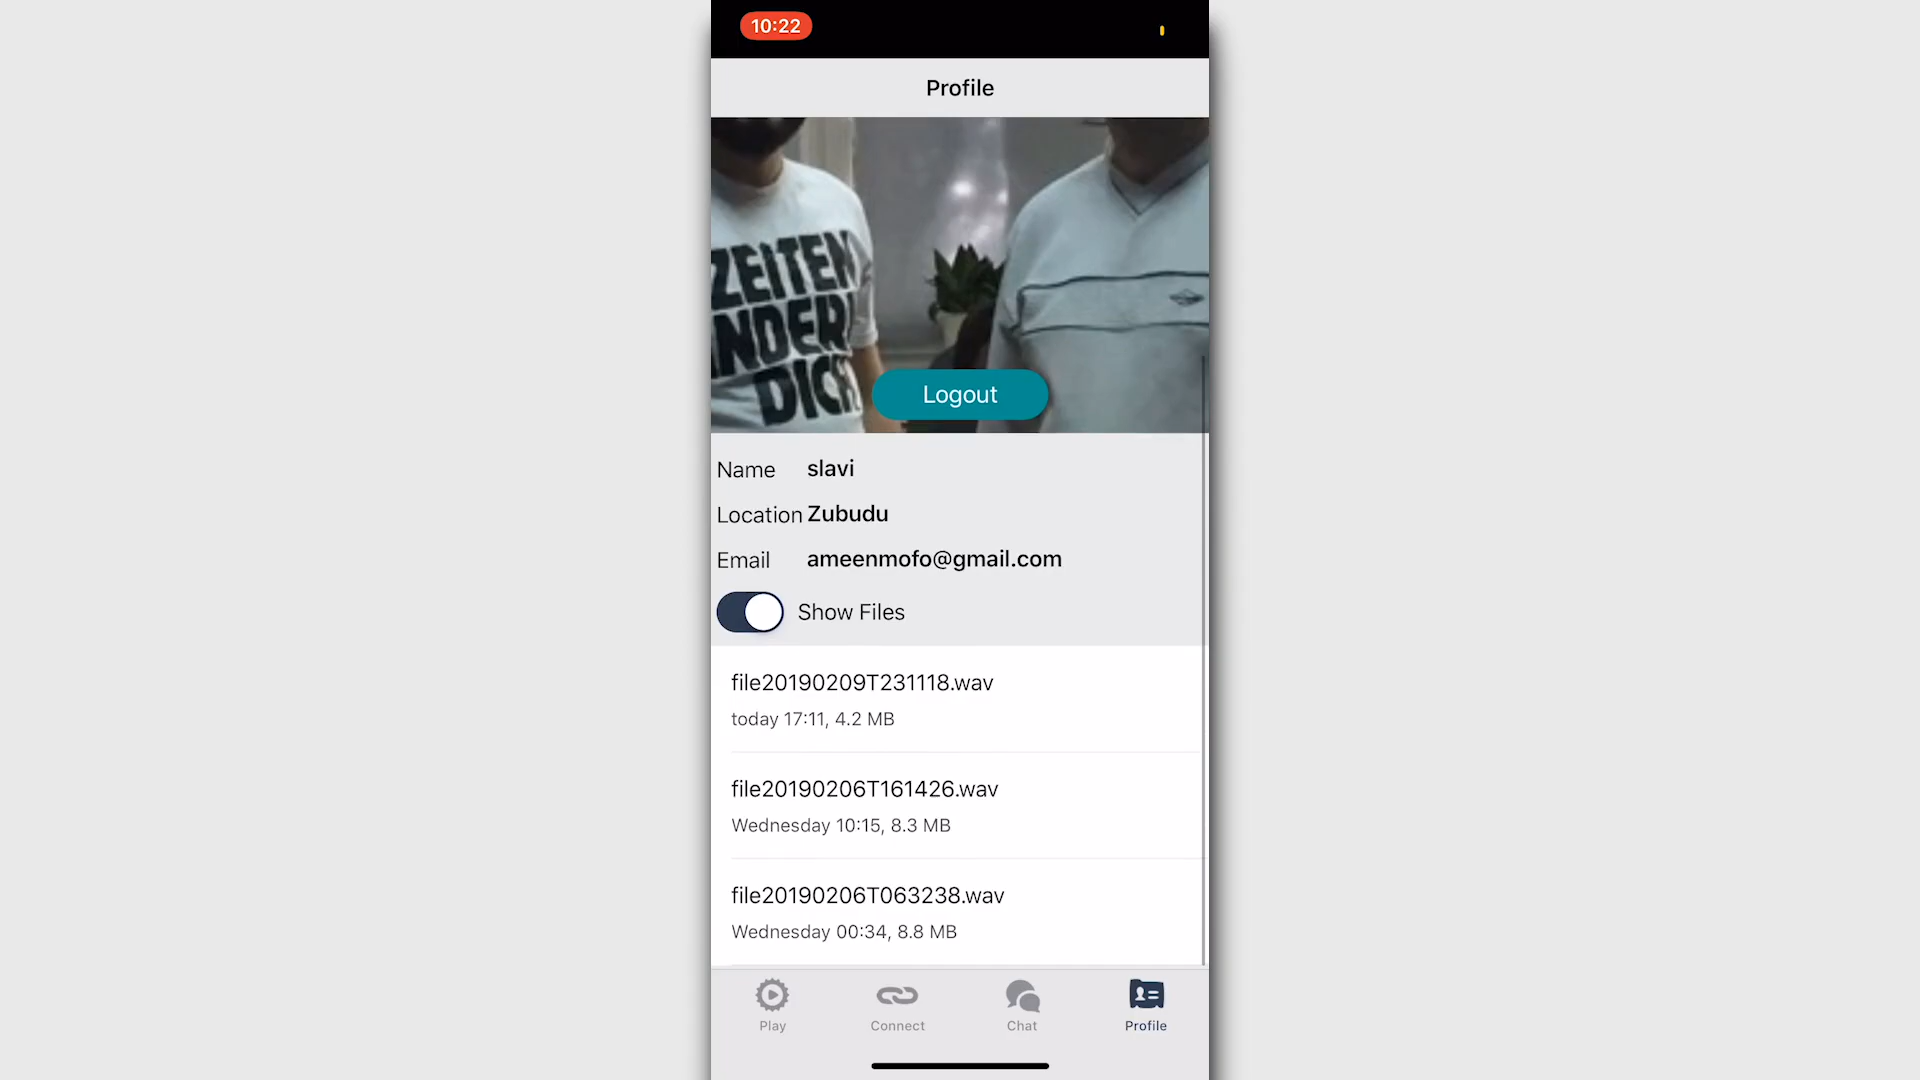 10:22
Profile
ZEITEN
ÄNDERN
DICH
Logout
Name slavi
Location Zubudu
Email ameenmofo@gmail.com
Show Files
file20190209T231118.wav
today 17:11, 4.2 MB
file20190206T161426.wav
Wednesday 10:15, 8.3 MB
file20190206T063238.wav
Wednesday 00:34, 8.8 MB
Play Connect Chat Profile